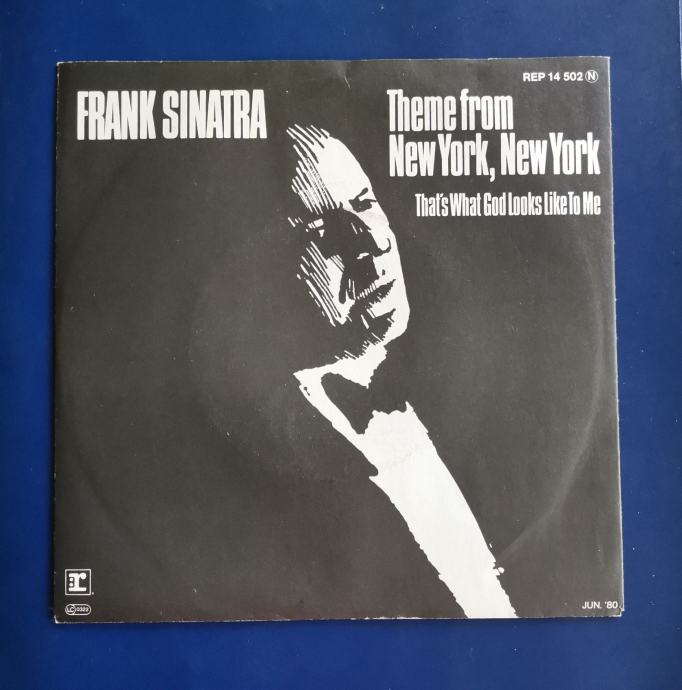 REP 14 502 N
FRANK SINATRA
Theme from
New York, New York
That's What God Looks Like To Me
r
LC 0322
JUN. '80